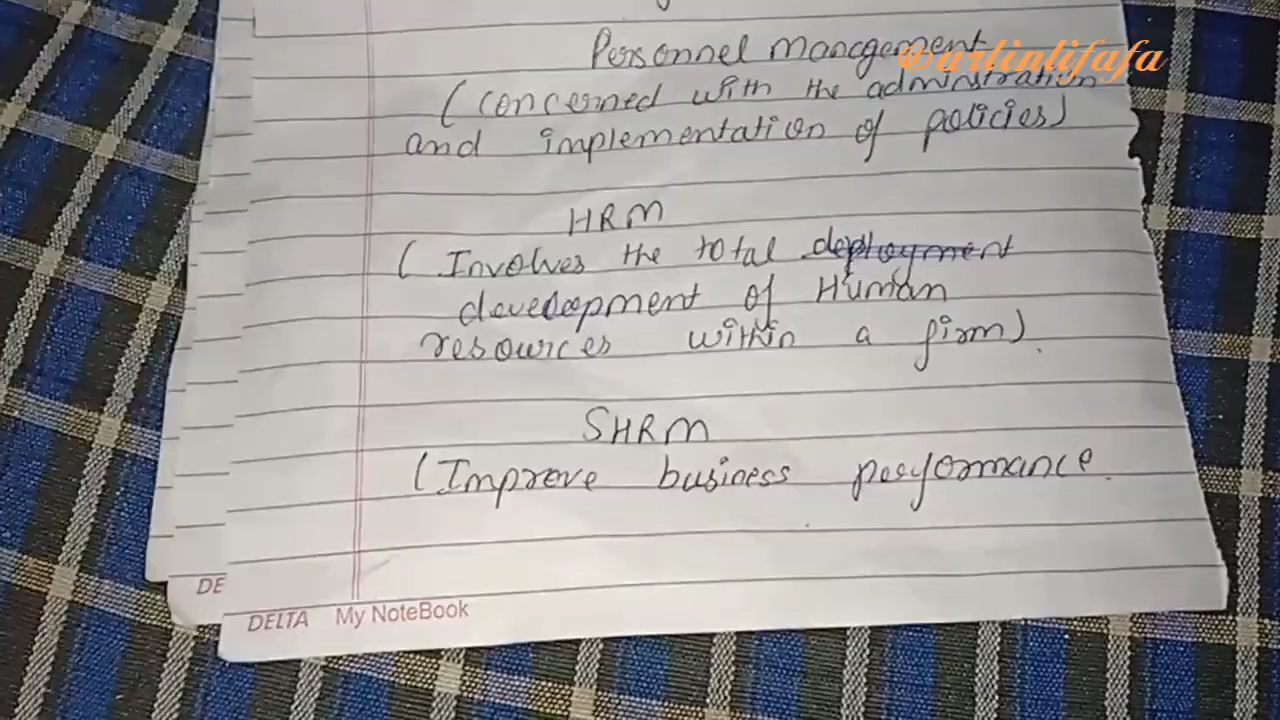 Personnel management
@artinlifafa
(concerned with the administration
and implementation of policies)
HRM
( Involves the total deployment
development of Human
resources within a firm).
SHRM
(Improve business performance.
DE
DELTA My NoteBook